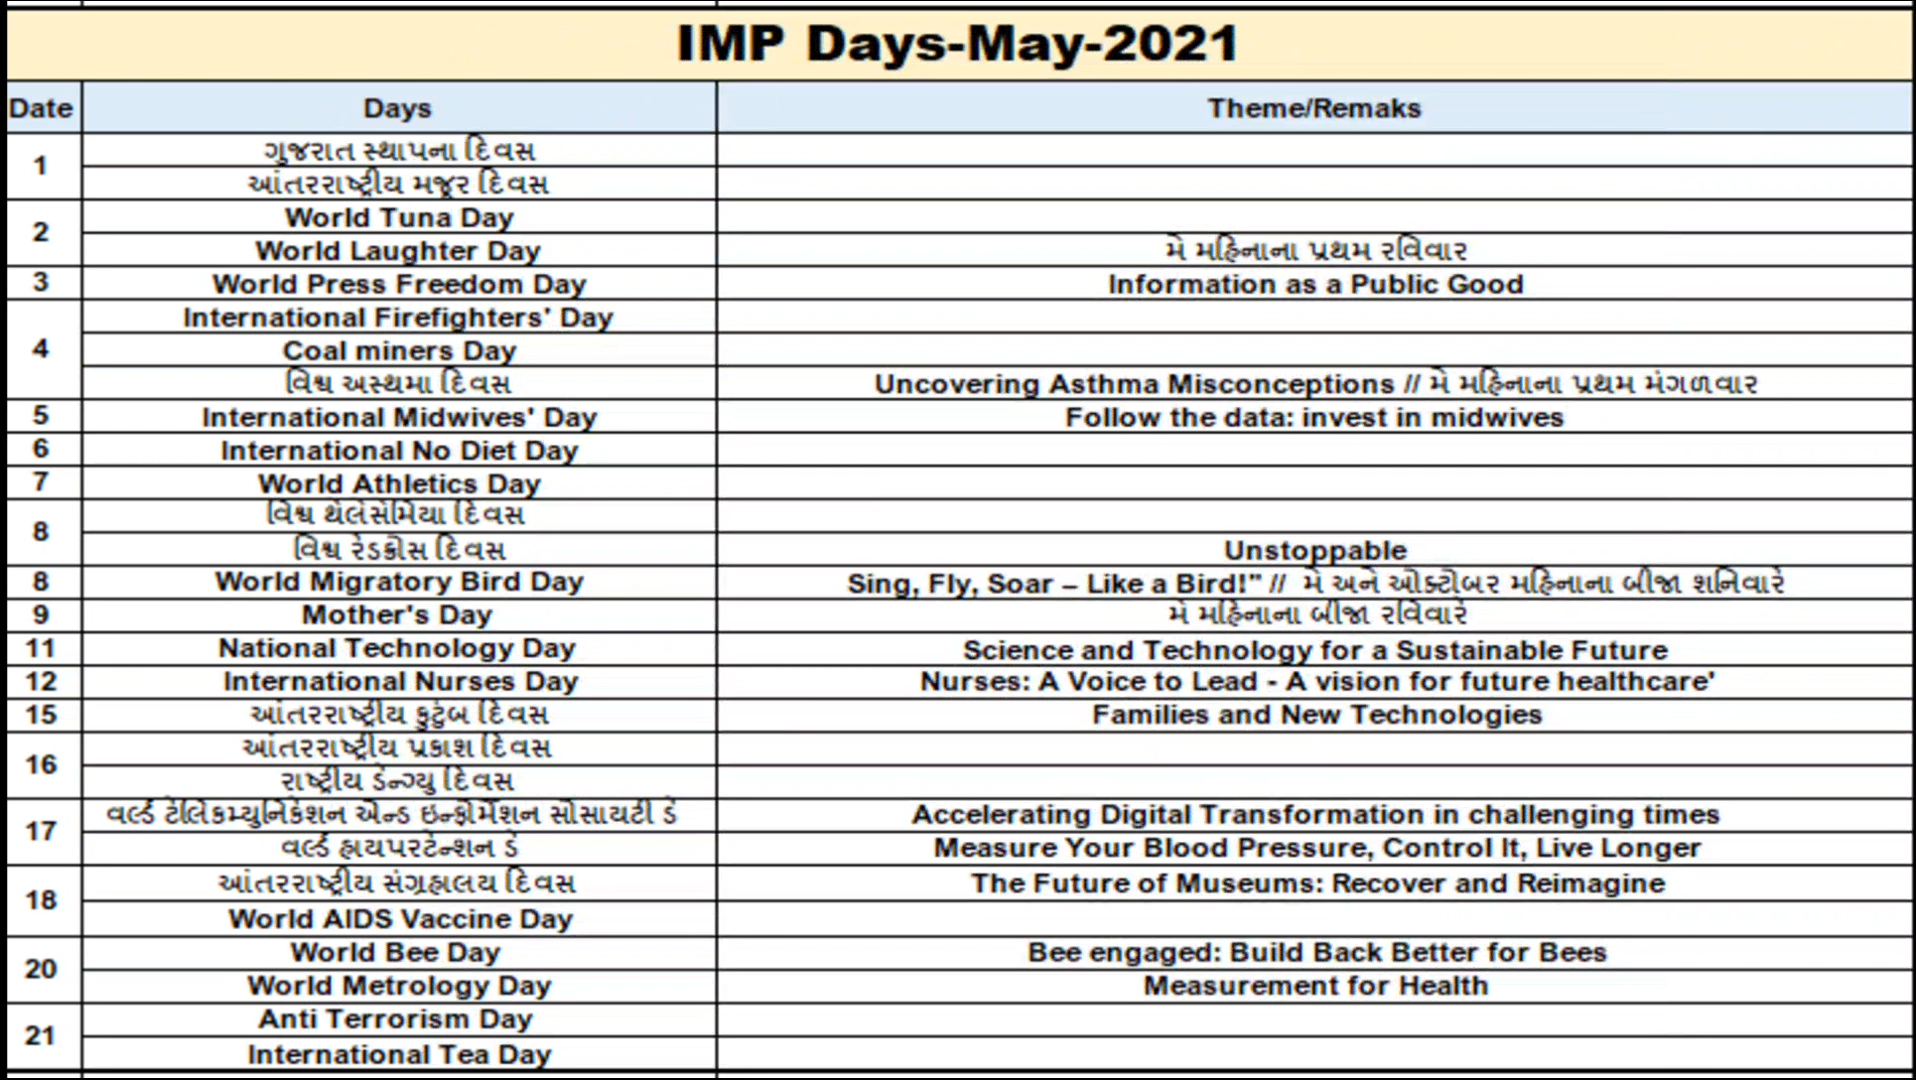 IMP Days-May-2021
Date Days Theme/Remaks
1 ગુજરાત સ્થાપના દિવસ
આંતરરાષ્ટ્રીય મજૂર દિવસ
2 World Tuna Day
World Laughter Day મે મહિનાના પ્રથમ રવિવાર
3 World Press Freedom Day Information as a Public Good
4 International Firefighters' Day
Coal miners Day
વિશ્વ અસ્થમા દિવસ Uncovering Asthma Misconceptions // મે મહિનાના પ્રથમ મંગળવાર
5 International Midwives' Day Follow the data: invest in midwives
6 International No Diet Day
7 World Athletics Day
8 વિશ્વ થેલેસેમિયા દિવસ
વિશ્વ રેડક્રોસ દિવસ Unstoppable
8 World Migratory Bird Day Sing, Fly, Soar – Like a Bird!" // મે અને ઓક્ટોબર મહિનાના બીજા શનિવારે
9 Mother's Day મે મહિનાના બીજા રવિવારે
11 National Technology Day Science and Technology for a Sustainable Future
12 International Nurses Day Nurses: A Voice to Lead - A vision for future healthcare'
15 આંતરરાષ્ટ્રીય કુટુંબ દિવસ Families and New Technologies
16 આંતરરાષ્ટ્રીય પ્રકાશ દિવસ
રાષ્ટ્રીય ડેન્ગ્યુ દિવસ
17 વર્લ્ડ ટેલિકમ્યુનિકેશન એન્ડ ઇન્ફોર્મેશન સોસાયટી ડે Accelerating Digital Transformation in challenging times
વર્લ્ડ હાયપરટેન્શન ડે Measure Your Blood Pressure, Control It, Live Longer
18 આંતરરાષ્ટ્રીય સંગ્રહાલય દિવસ The Future of Museums: Recover and Reimagine
World AIDS Vaccine Day
20 World Bee Day Bee engaged: Build Back Better for Bees
World Metrology Day Measurement for Health
21 Anti Terrorism Day
International Tea Day